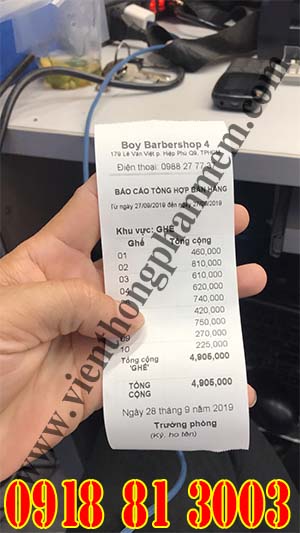 Boy Barbershop 4
179 Lê Văn Việt p. Hiệp Phú Q9, TPHCM
Điện thoại: 0988 27 77 3
BÁO CÁO TỔNG HỢP BÁN HÀNG
Từ ngày 27/09/2019 đến ngày 27/09/2019
Khu vực: GHẾ
Ghế Tổng cộng
01 460,000
02 810,000
03 610,000
04 620,000
740,000
420,000
750,000
09 270,000
10 225,000
Tổng cộng 4,905,000
'GHẾ'
TỔNG CỘNG 4,905,000
Ngày 28 tháng 9 năm 2019
Trưởng phòng
(Ký, họ tên)
www.vienthongphanmem.com
0918 81 3003